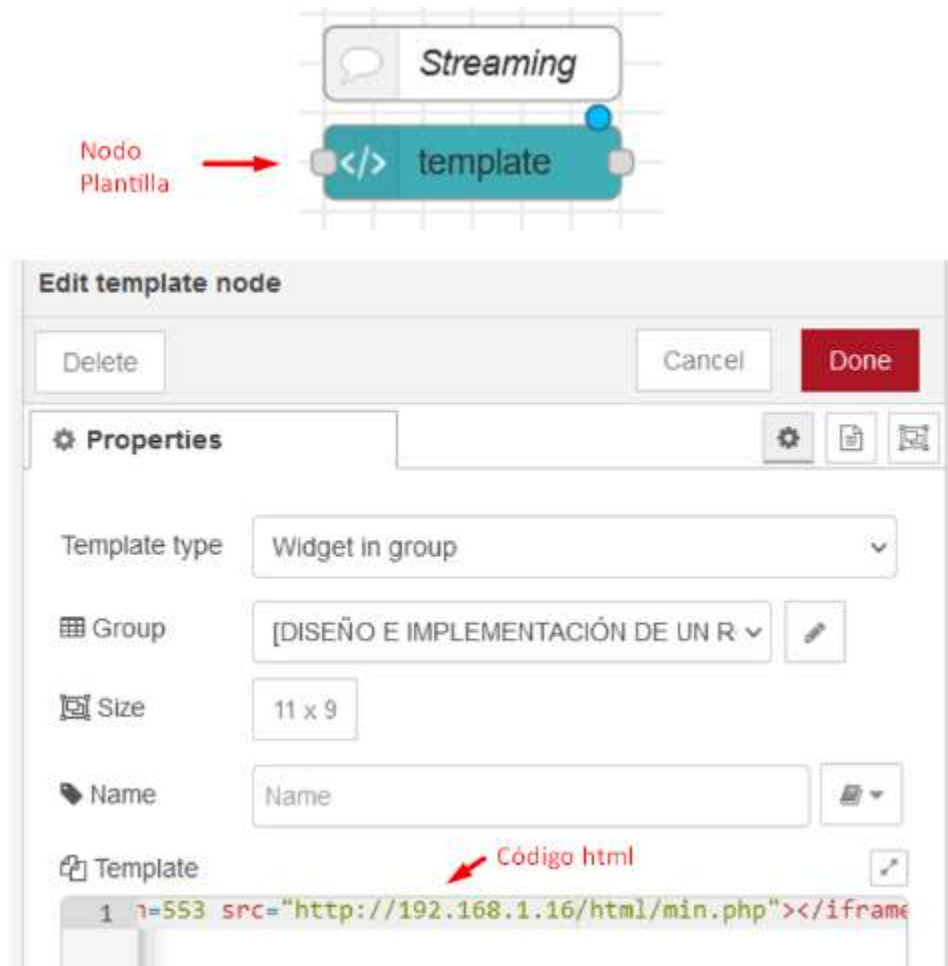 Streaming
Nodo
Plantilla
</> template
Edit template node
Delete
Cancel
Done
Properties
Template type
Widget in group
Group
[DISEÑO E IMPLEMENTACIÓN DE UN R
Size
11 x 9
Name
Name
Template
Código html
1 =553 src="http://192.168.1.16/html/min.php"></iframe